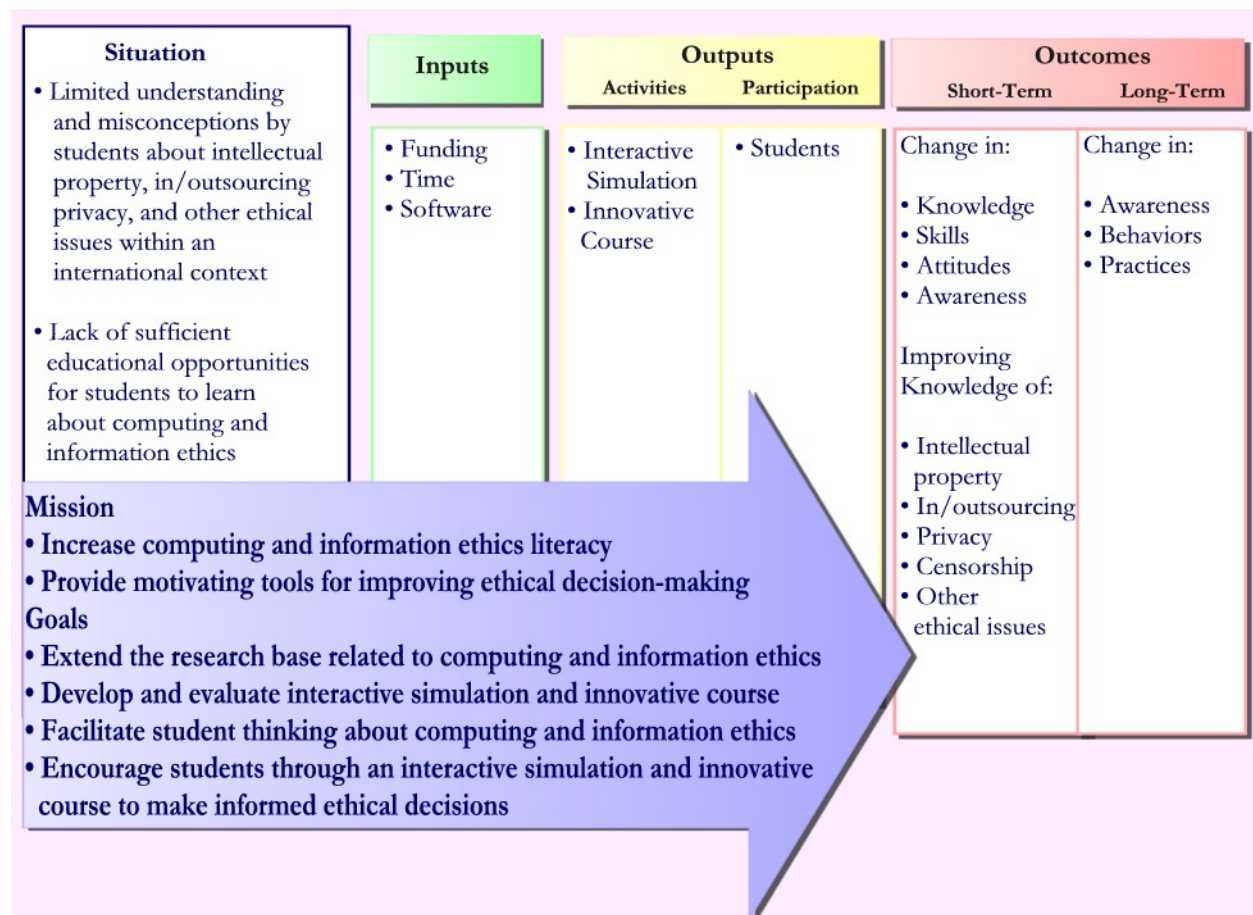 Situation
• Limited understanding
and misconceptions by
students about intellectual
property, in/outsourcing
privacy, and other ethical
issues within an
international context
• Lack of sufficient
educational opportunities
for students to learn
about computing and
information ethics
Inputs
• Funding
• Time
• Software
Outputs
Activities
Participation
• Interactive
Simulation
• Innovative
Course
• Students
Outcomes
Short-Term
Long-Term
Change in:
• Knowledge
• Skills
• Attitudes
• Awareness
Improving
Knowledge of:
• Intellectual
property
• In/outsourcing
• Privacy
• Censorship
• Other
ethical issues
Change in:
• Awareness
• Behaviors
• Practices
Mission
• Increase computing and information ethics literacy
• Provide motivating tools for improving ethical decision-making
Goals
• Extend the research base related to computing and information ethics
• Develop and evaluate interactive simulation and innovative course
• Facilitate student thinking about computing and information ethics
• Encourage students through an interactive simulation and innovative
course to make informed ethical decisions